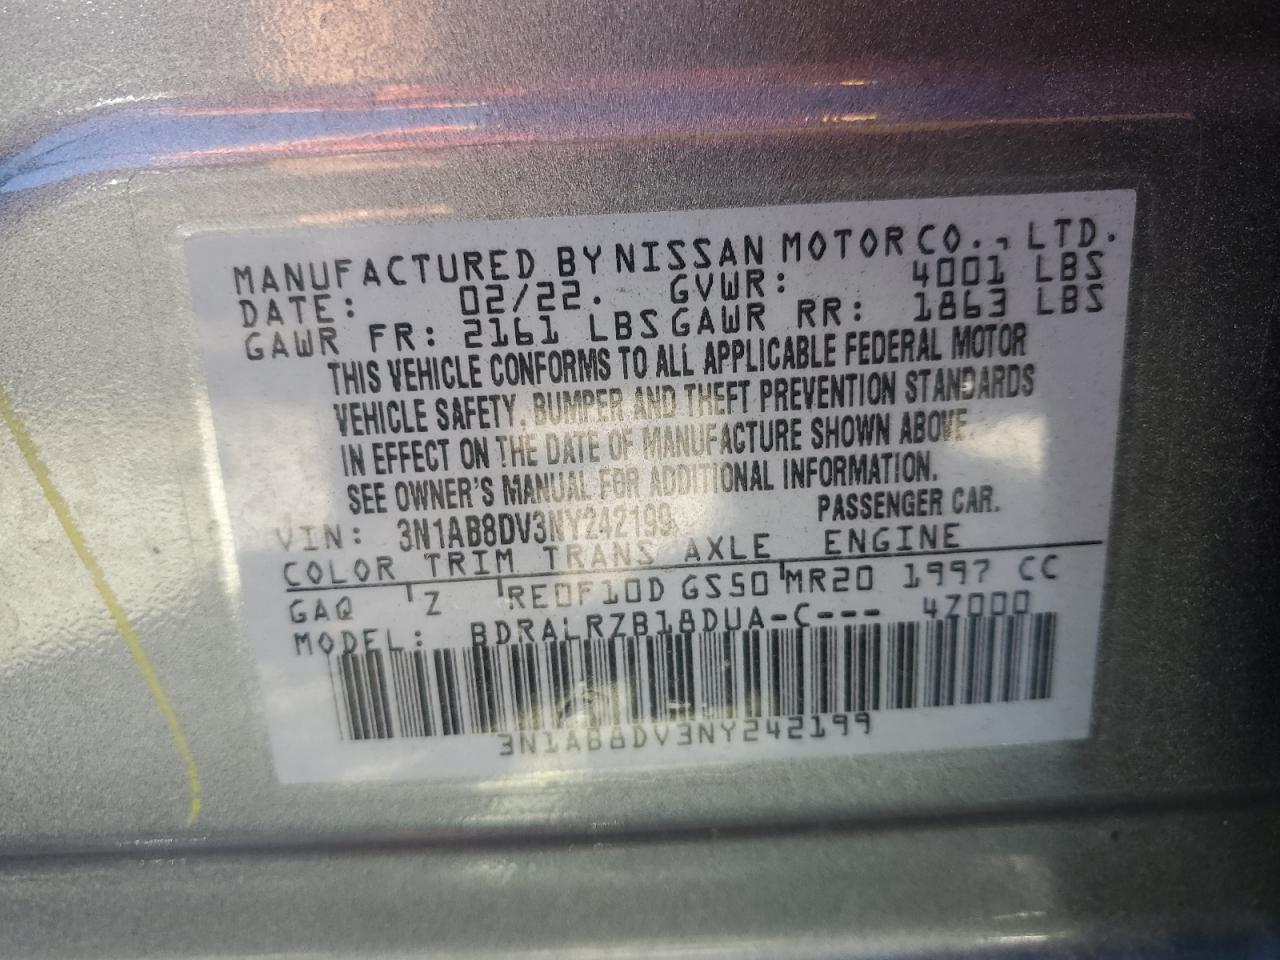 MANUFACTURED BY NISSAN MOTOR CO., LTD.
DATE: 02/22. GVWR: 4001 LBS
GAWR FR: 2161 LBS GAWR RR: 1863 LBS
THIS VEHICLE CONFORMS TO ALL APPLICABLE FEDERAL MOTOR
VEHICLE SAFETY, BUMPER AND THEFT PREVENTION STANDARDS
IN EFFECT ON THE DATE OF MANUFACTURE SHOWN ABOVE.
SEE OWNER'S MANUAL FOR ADDITIONAL INFORMATION.
VIN: 3N1AB8DV3NY242199 PASSENGER CAR.
COLOR TRIM TRANS AXLE ENGINE
GAQ Z RE0F10D GS50 MR20 1997 CC
MODEL: BDRALRZB18DUA-C--- 4Z000
3N1AB8DV3NY242199